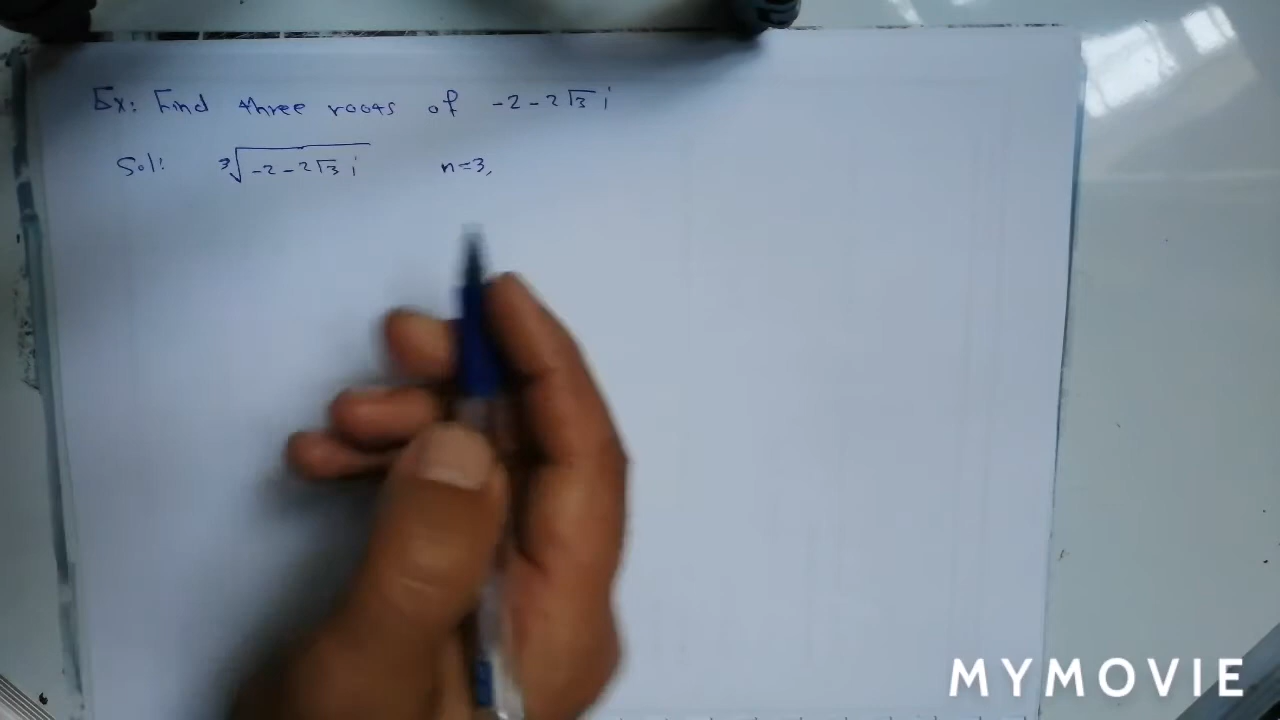 Ex: Find three roots of -2-2√3 i
Sol: ∛(-2-2√3 i) n=3,
MYMOVIE